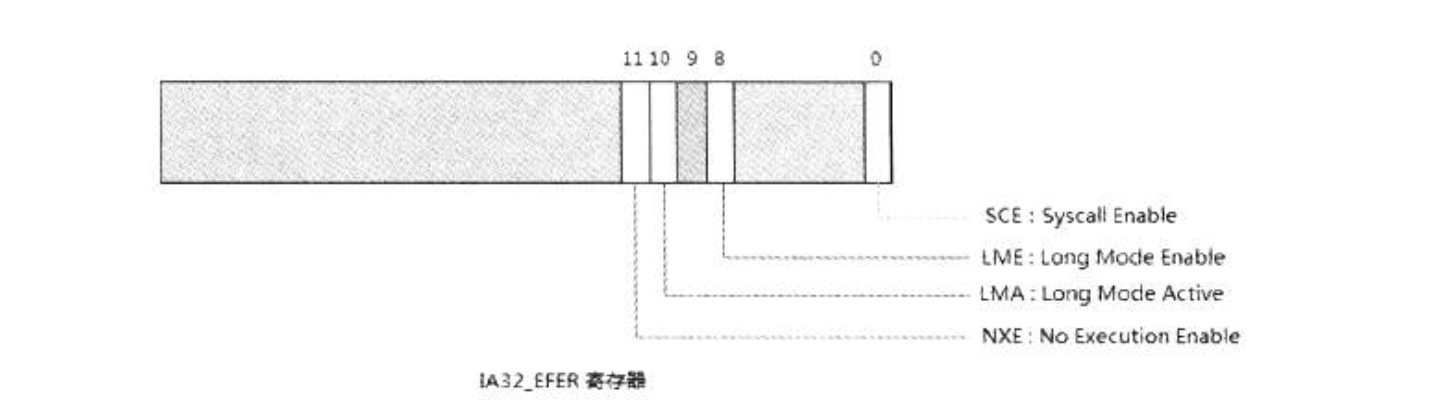 11 10 9 8 0
SCE : Syscall Enable
LME : Long Mode Enable
LMA : Long Mode Active
NXE : No Execution Enable
IA32_EFER 寄存器